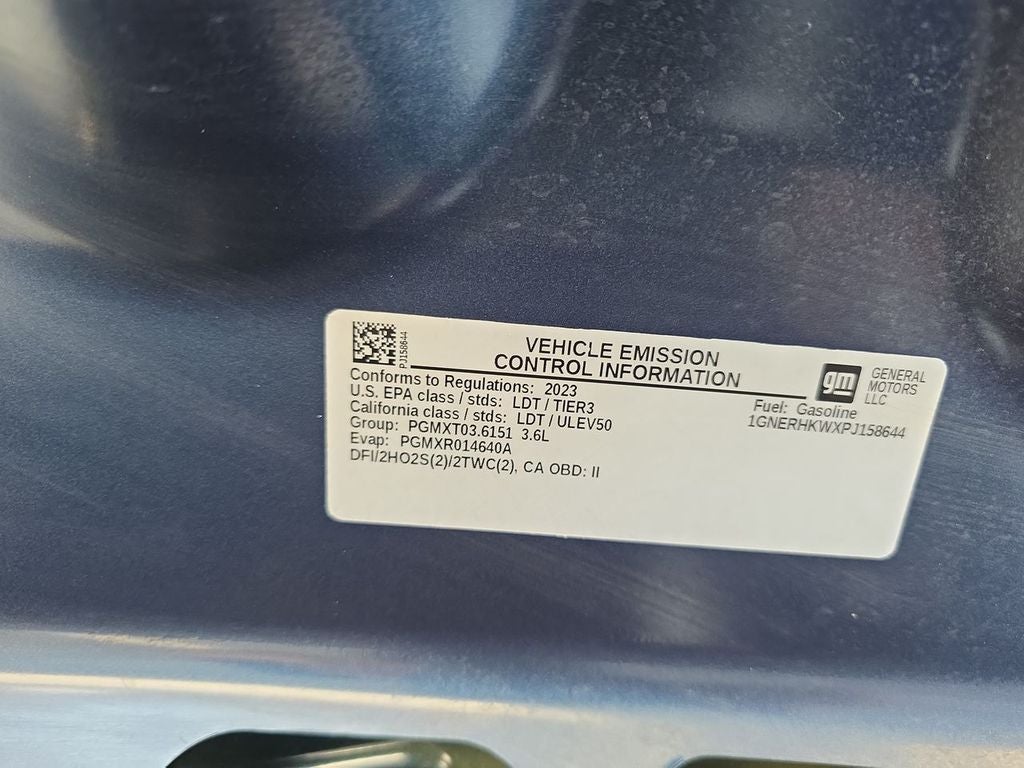 PJ158644
VEHICLE EMISSION
CONTROL INFORMATION
gm
GENERAL
MOTORS
LLC
Conforms to Regulations: 2023
U.S. EPA class / stds: LDT / TIER3
California class / stds: LDT / ULEV50
Group: PGMXT03.6151 3.6L
Evap: PGMXR014640A
DFI/2HO2S(2)/2TWC(2), CA OBD: II
Fuel: Gasoline
1GNERHKWXPJ158644